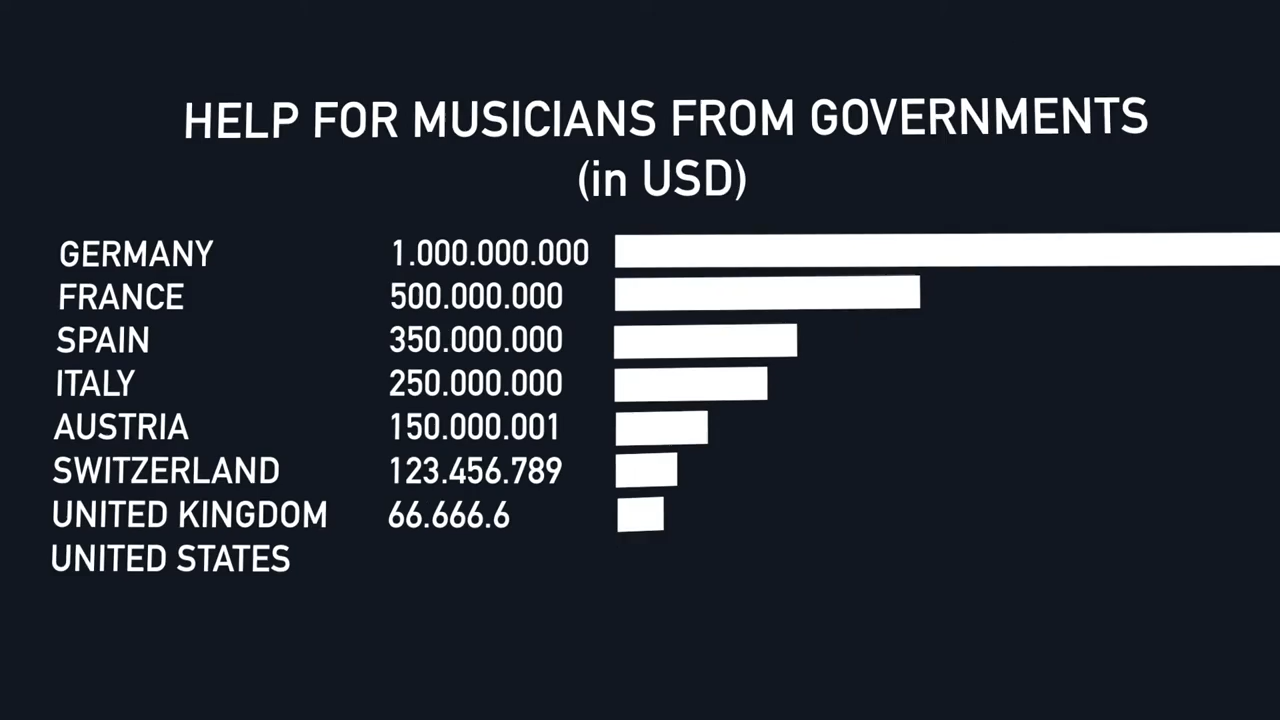 HELP FOR MUSICIANS FROM GOVERNMENTS
(in USD)
GERMANY 1.000.000.000
FRANCE 500.000.000
SPAIN 350.000.000
ITALY 250.000.000
AUSTRIA 150.000.001
SWITZERLAND 123.456.789
UNITED KINGDOM 66.666.6
UNITED STATES